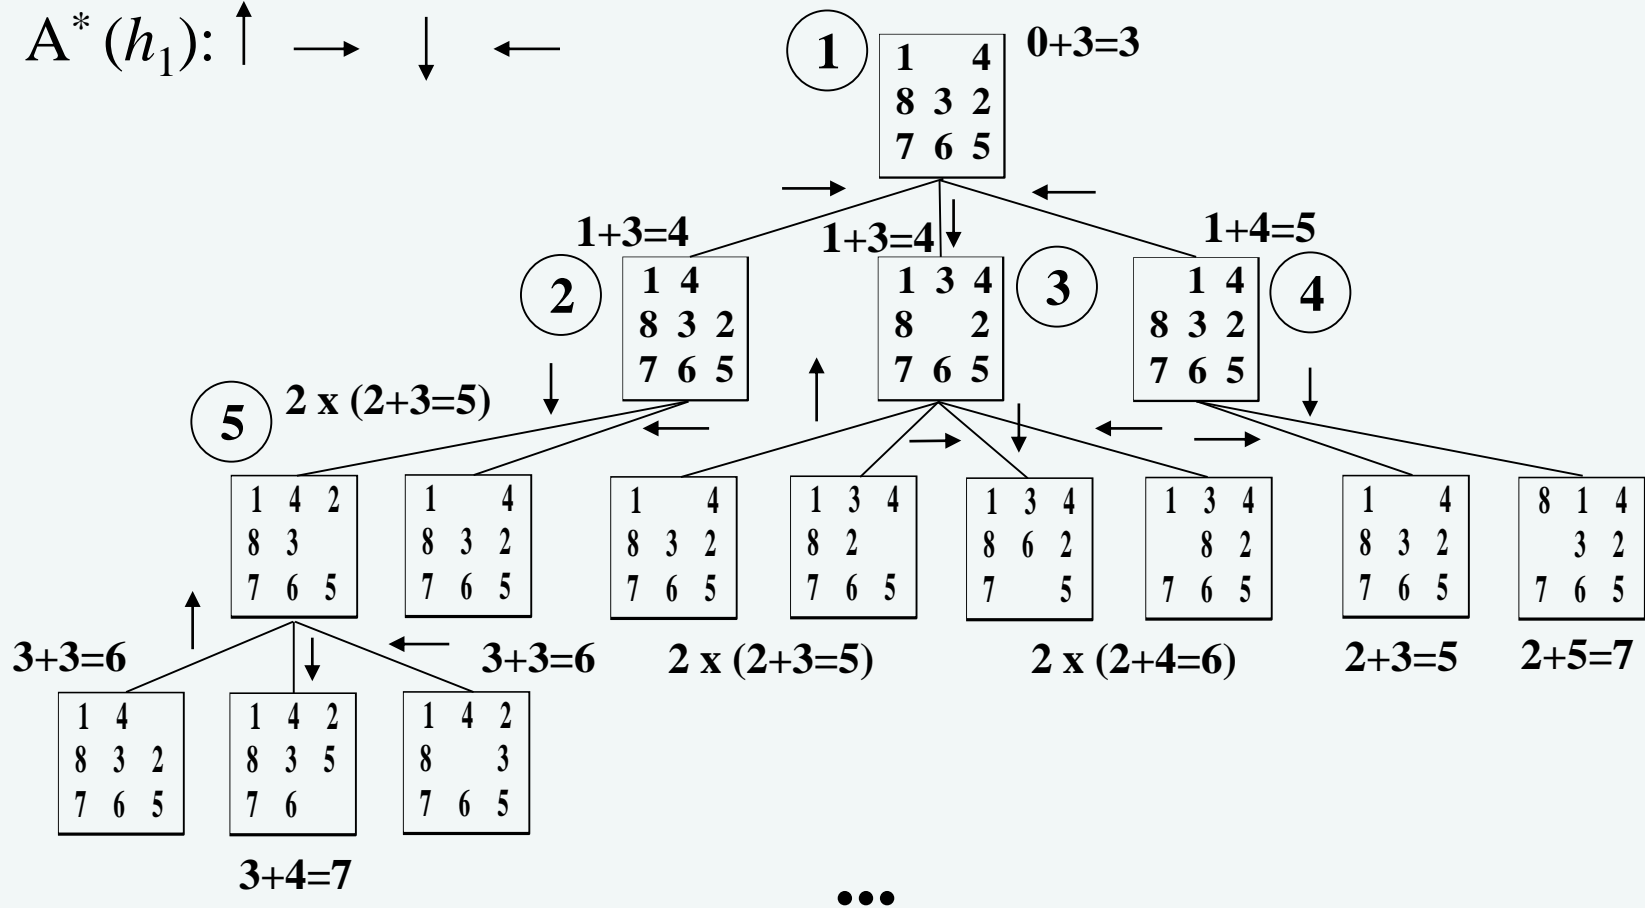 A* (h₁): ↑ → ↓ ←
1
0+3=3
1 4
8 3 2
7 6 5
→ ↓ ←
1+3=4
1+3=4
1+4=5
2
1 4
8 3 2
7 6 5
1 3 4
8 2
7 6 5
3
1 4
8 3 2
7 6 5
4
5
2 x (2+3=5)
↓ ← ↑ → ↓ ← → ↓
1 4 2
8 3
7 6 5
1 4
8 3 2
7 6 5
1 4
8 3 2
7 6 5
1 3 4
8 2
7 6 5
1 3 4
8 6 2
7 5
1 3 4
8 2
7 6 5
1 4
8 3 2
7 6 5
8 1 4
3 2
7 6 5
↑ ↓ ←
3+3=6
3+3=6
2 x (2+3=5)
2 x (2+4=6)
2+3=5
2+5=7
1 4
8 3 2
7 6 5
1 4 2
8 3 5
7 6
1 4 2
8 3
7 6 5
3+4=7
•••